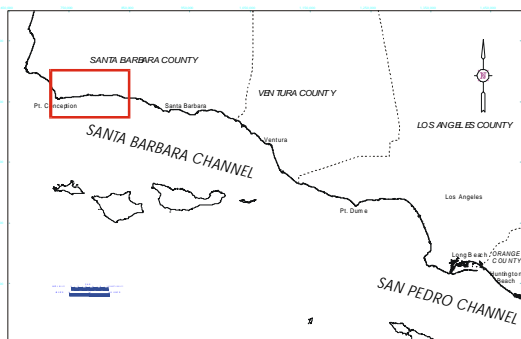 SANTA BARBARA COUNTY
N
VENTURA COUNTY
Pt. Conception
Santa Barbara
LOS ANGELES COUNTY
SANTA BARBARA CHANNEL
Ventura
Los Angeles
Pt. Dume
Long Beach
ORANGE
COUNTY
Huntington
Beach
SAN PEDRO CHANNEL